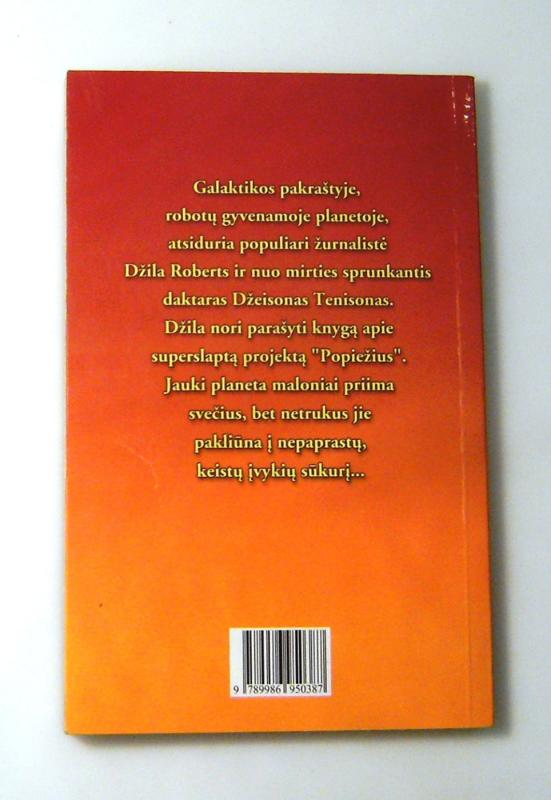 Galaktikos pakraštyje,
robotų gyvenamoje planetoje,
atsiduria populiari žurnalistė
Džila Roberts ir nuo mirties sprunkantis
daktaras Džeisonas Tenisonas.
Džila nori parašyti knygą apie
superslaptą projektą "Popiežius".
Jauki planeta maloniai priima
svečius, bet netrukus jie
pakliūna į nepaprastų,
keistų įvykių sūkurį...
9 789986 950387